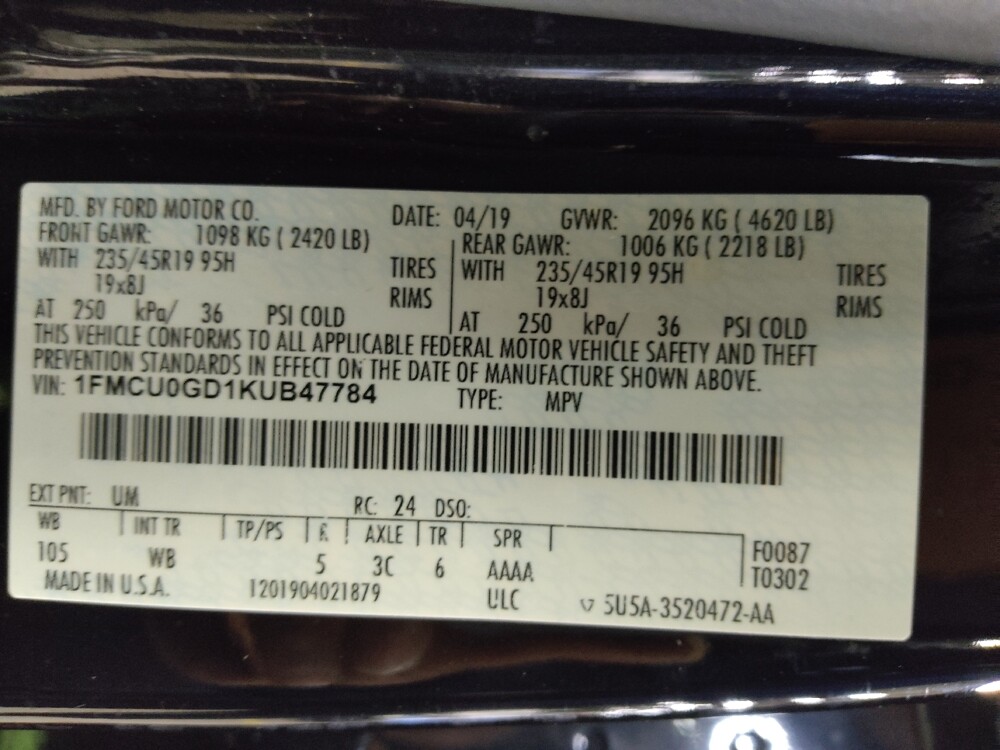 MFD. BY FORD MOTOR CO. DATE: 04/19 GVWR: 2096 KG ( 4620 LB)
FRONT GAWR: 1098 KG ( 2420 LB) REAR GAWR: 1006 KG ( 2218 LB)
WITH 235/45R19 95H TIRES WITH 235/45R19 95H TIRES
19x8J RIMS 19x8J RIMS
AT 250 kPa/ 36 PSI COLD AT 250 kPa/ 36 PSI COLD
THIS VEHICLE CONFORMS TO ALL APPLICABLE FEDERAL MOTOR VEHICLE SAFETY AND THEFT
PREVENTION STANDARDS IN EFFECT ON THE DATE OF MANUFACTURE SHOWN ABOVE.
VIN: 1FMCU0GD1KUB47784 TYPE: MPV
EXT PNT: UM RC: 24 DSO:
WB INT TR TP/PS R AXLE TR SPR F0087
105 WB 5 3C 6 AAAA T0302
MADE IN U.S.A. 1201904021879 ULC 5U5A-3520472-AA